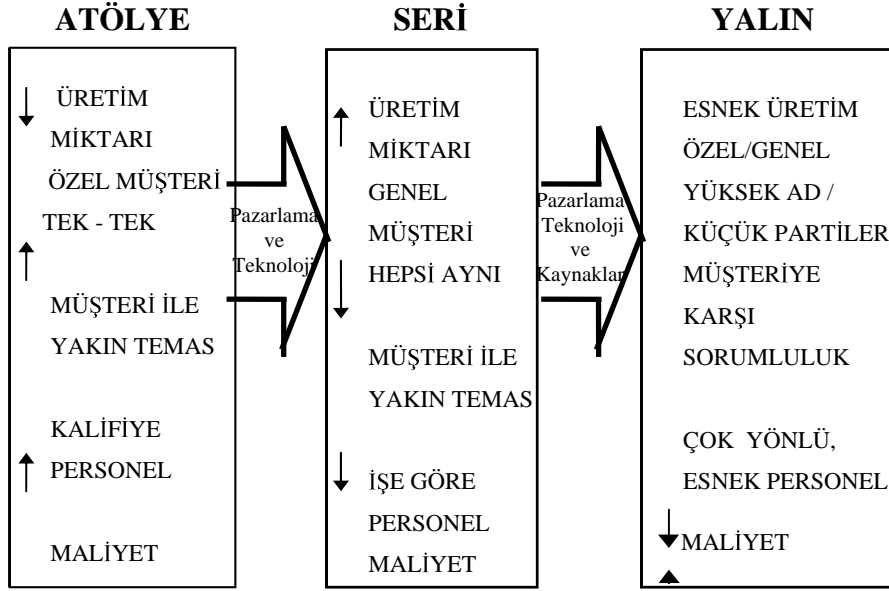 ATÖLYE
ÜRETİM
MİKTARI
ÖZEL MÜŞTERİ
TEK - TEK
MÜŞTERİ İLE
YAKIN TEMAS
KALİFİYE
PERSONEL
MALİYET
Pazarlama
ve
Teknoloji
SERİ
ÜRETİM
MİKTARI
GENEL
MÜŞTERİ
HEPSİ AYNI
MÜŞTERİ İLE
YAKIN TEMAS
İŞE GÖRE
PERSONEL
MALİYET
Pazarlama
Teknoloji
ve
Kaynaklar
YALIN
ESNEK ÜRETİM
ÖZEL/GENEL
YÜKSEK AD /
KÜÇÜK PARTİLER
MÜŞTERİYE
KARŞI
SORUMLULUK
ÇOK YÖNLÜ,
ESNEK PERSONEL
MALİYET